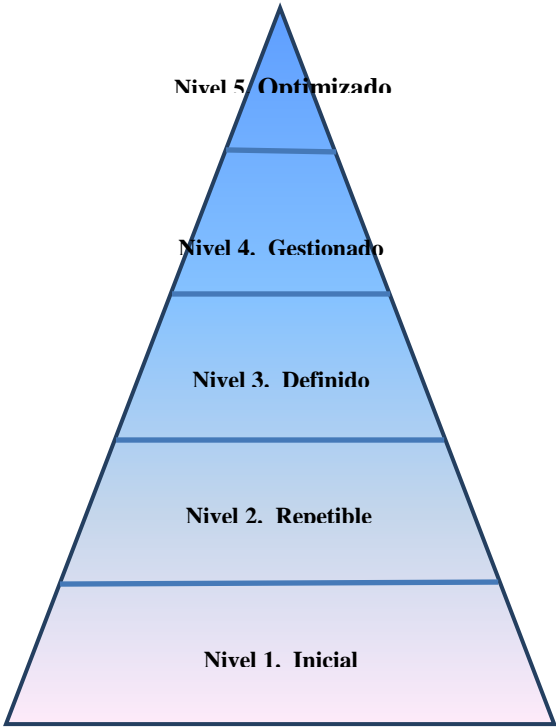 Nivel 5. Optimizado
Nivel 4.  Gestionado
Nivel 3.  Definido
Nivel 2.  Repetible
Nivel 1.  Inicial